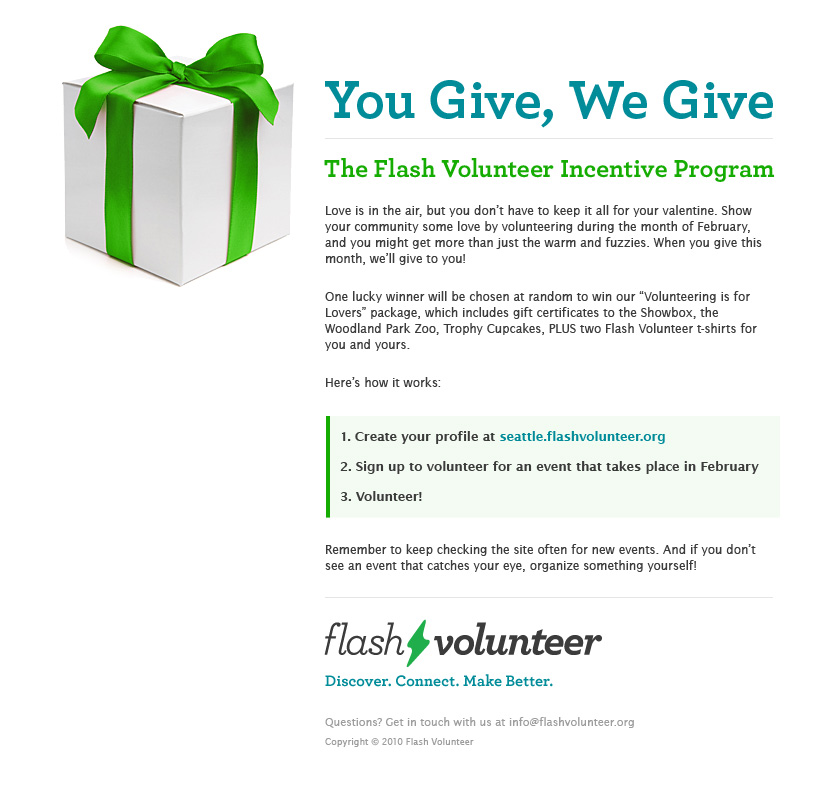 You Give, We Give
The Flash Volunteer Incentive Program
Love is in the air, but you don’t have to keep it all for your valentine. Show
your community some love by volunteering during the month of February,
and you might get more than just the warm and fuzzies. When you give this
month, we’ll give to you!
One lucky winner will be chosen at random to win our “Volunteering is for
Lovers” package, which includes gift certificates to the Showbox, the
Woodland Park Zoo, Trophy Cupcakes, PLUS two Flash Volunteer t-shirts for
you and yours.
Here’s how it works:
1. Create your profile at seattle.flashvolunteer.org
2. Sign up to volunteer for an event that takes place in February
3. Volunteer!
Remember to keep checking the site often for new events. And if you don’t
see an event that catches your eye, organize something yourself!
flash volunteer
Discover. Connect. Make Better.
Questions? Get in touch with us at info@flashvolunteer.org
Copyright © 2010 Flash Volunteer